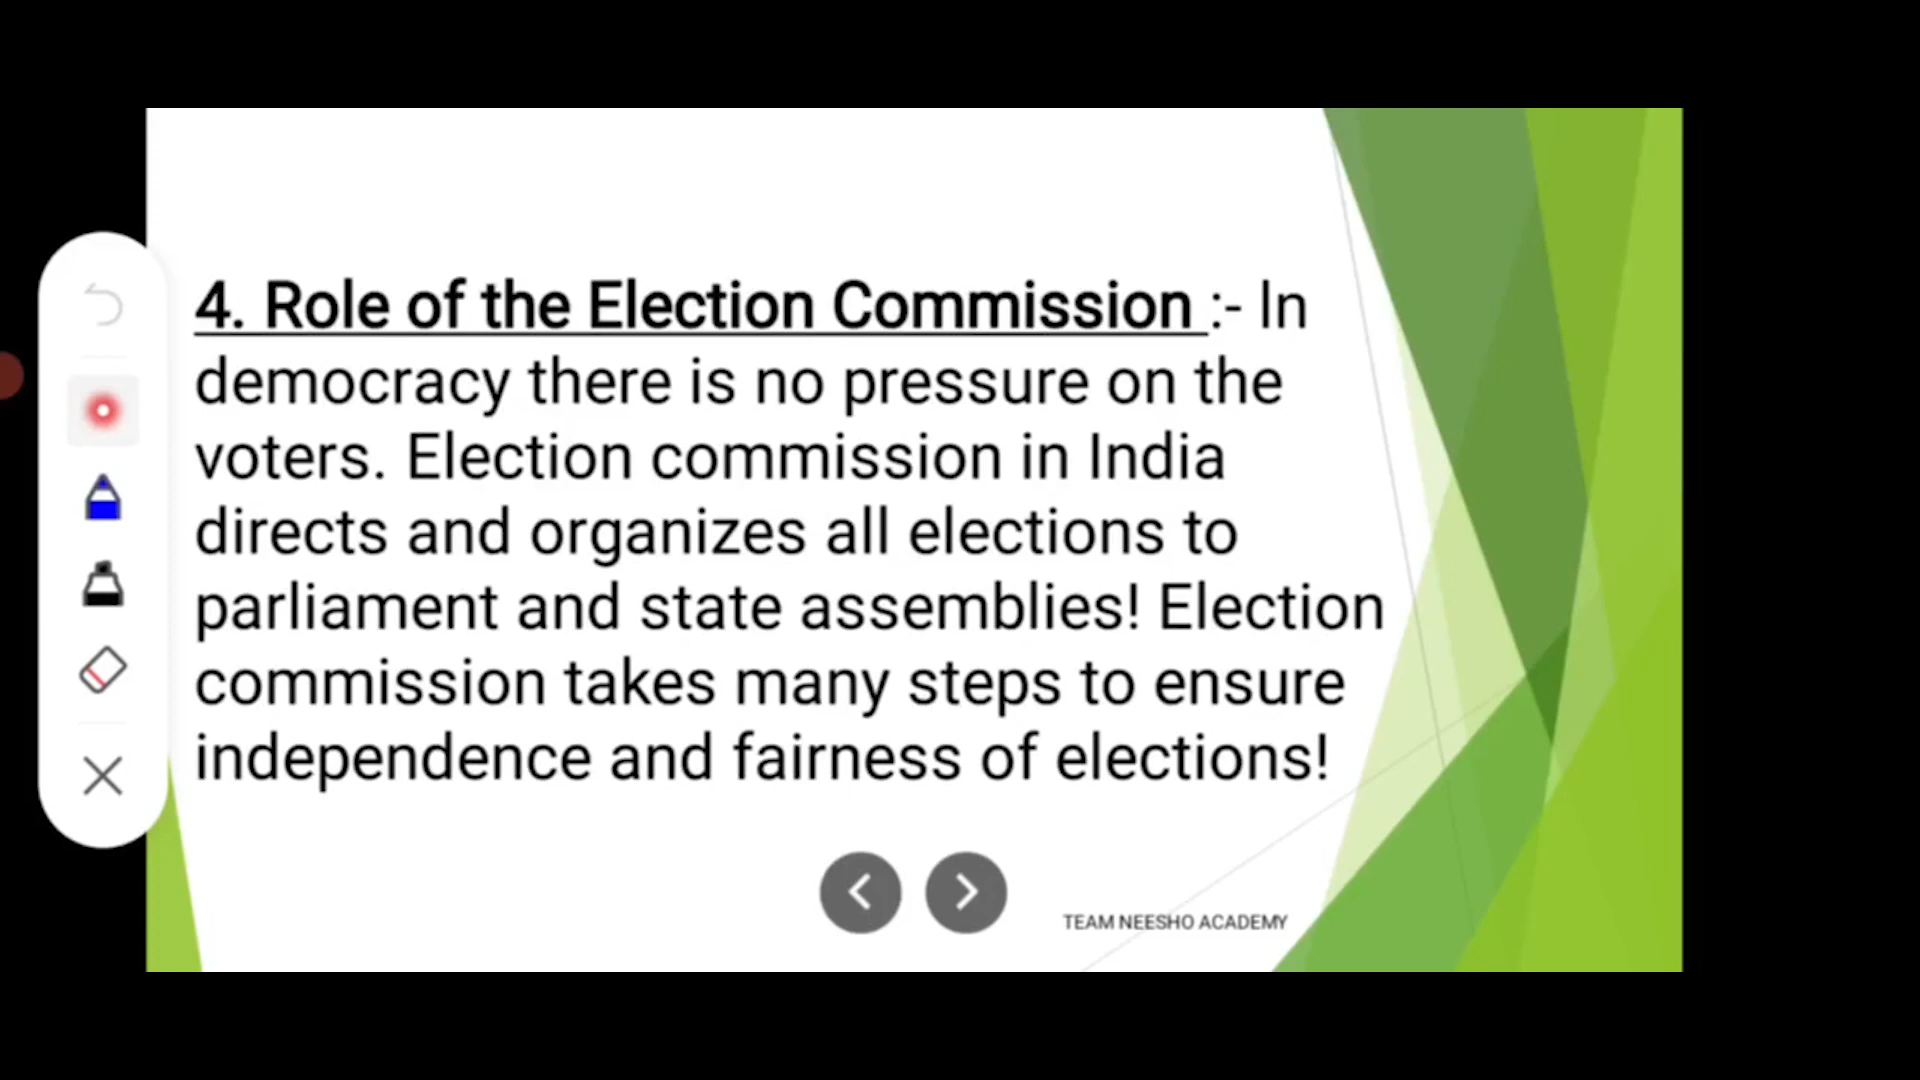 4. Role of the Election Commission :- In
democracy there is no pressure on the
voters. Election commission in India
directs and organizes all elections to
parliament and state assemblies! Election
commission takes many steps to ensure
independence and fairness of elections!
TEAM NEESHO ACADEMY